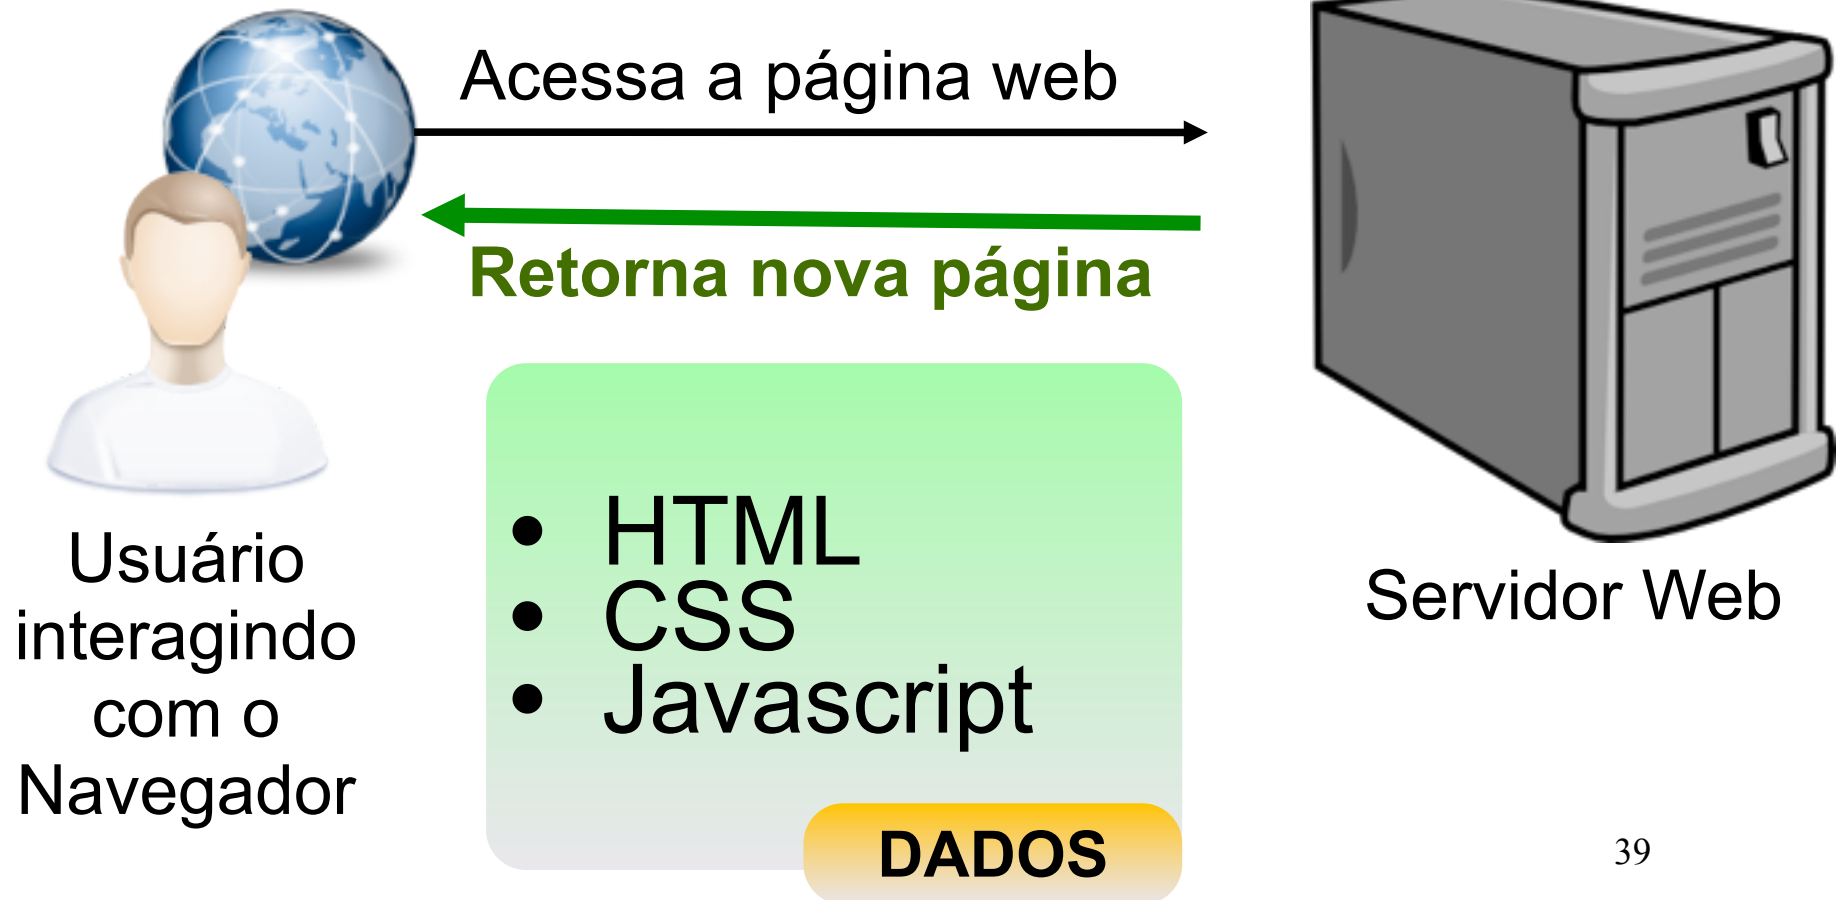 Acessa a página web
Retorna nova página
Usuário
interagindo
com o
Navegador
• HTML
• CSS
• Javascript
DADOS
Servidor Web
39